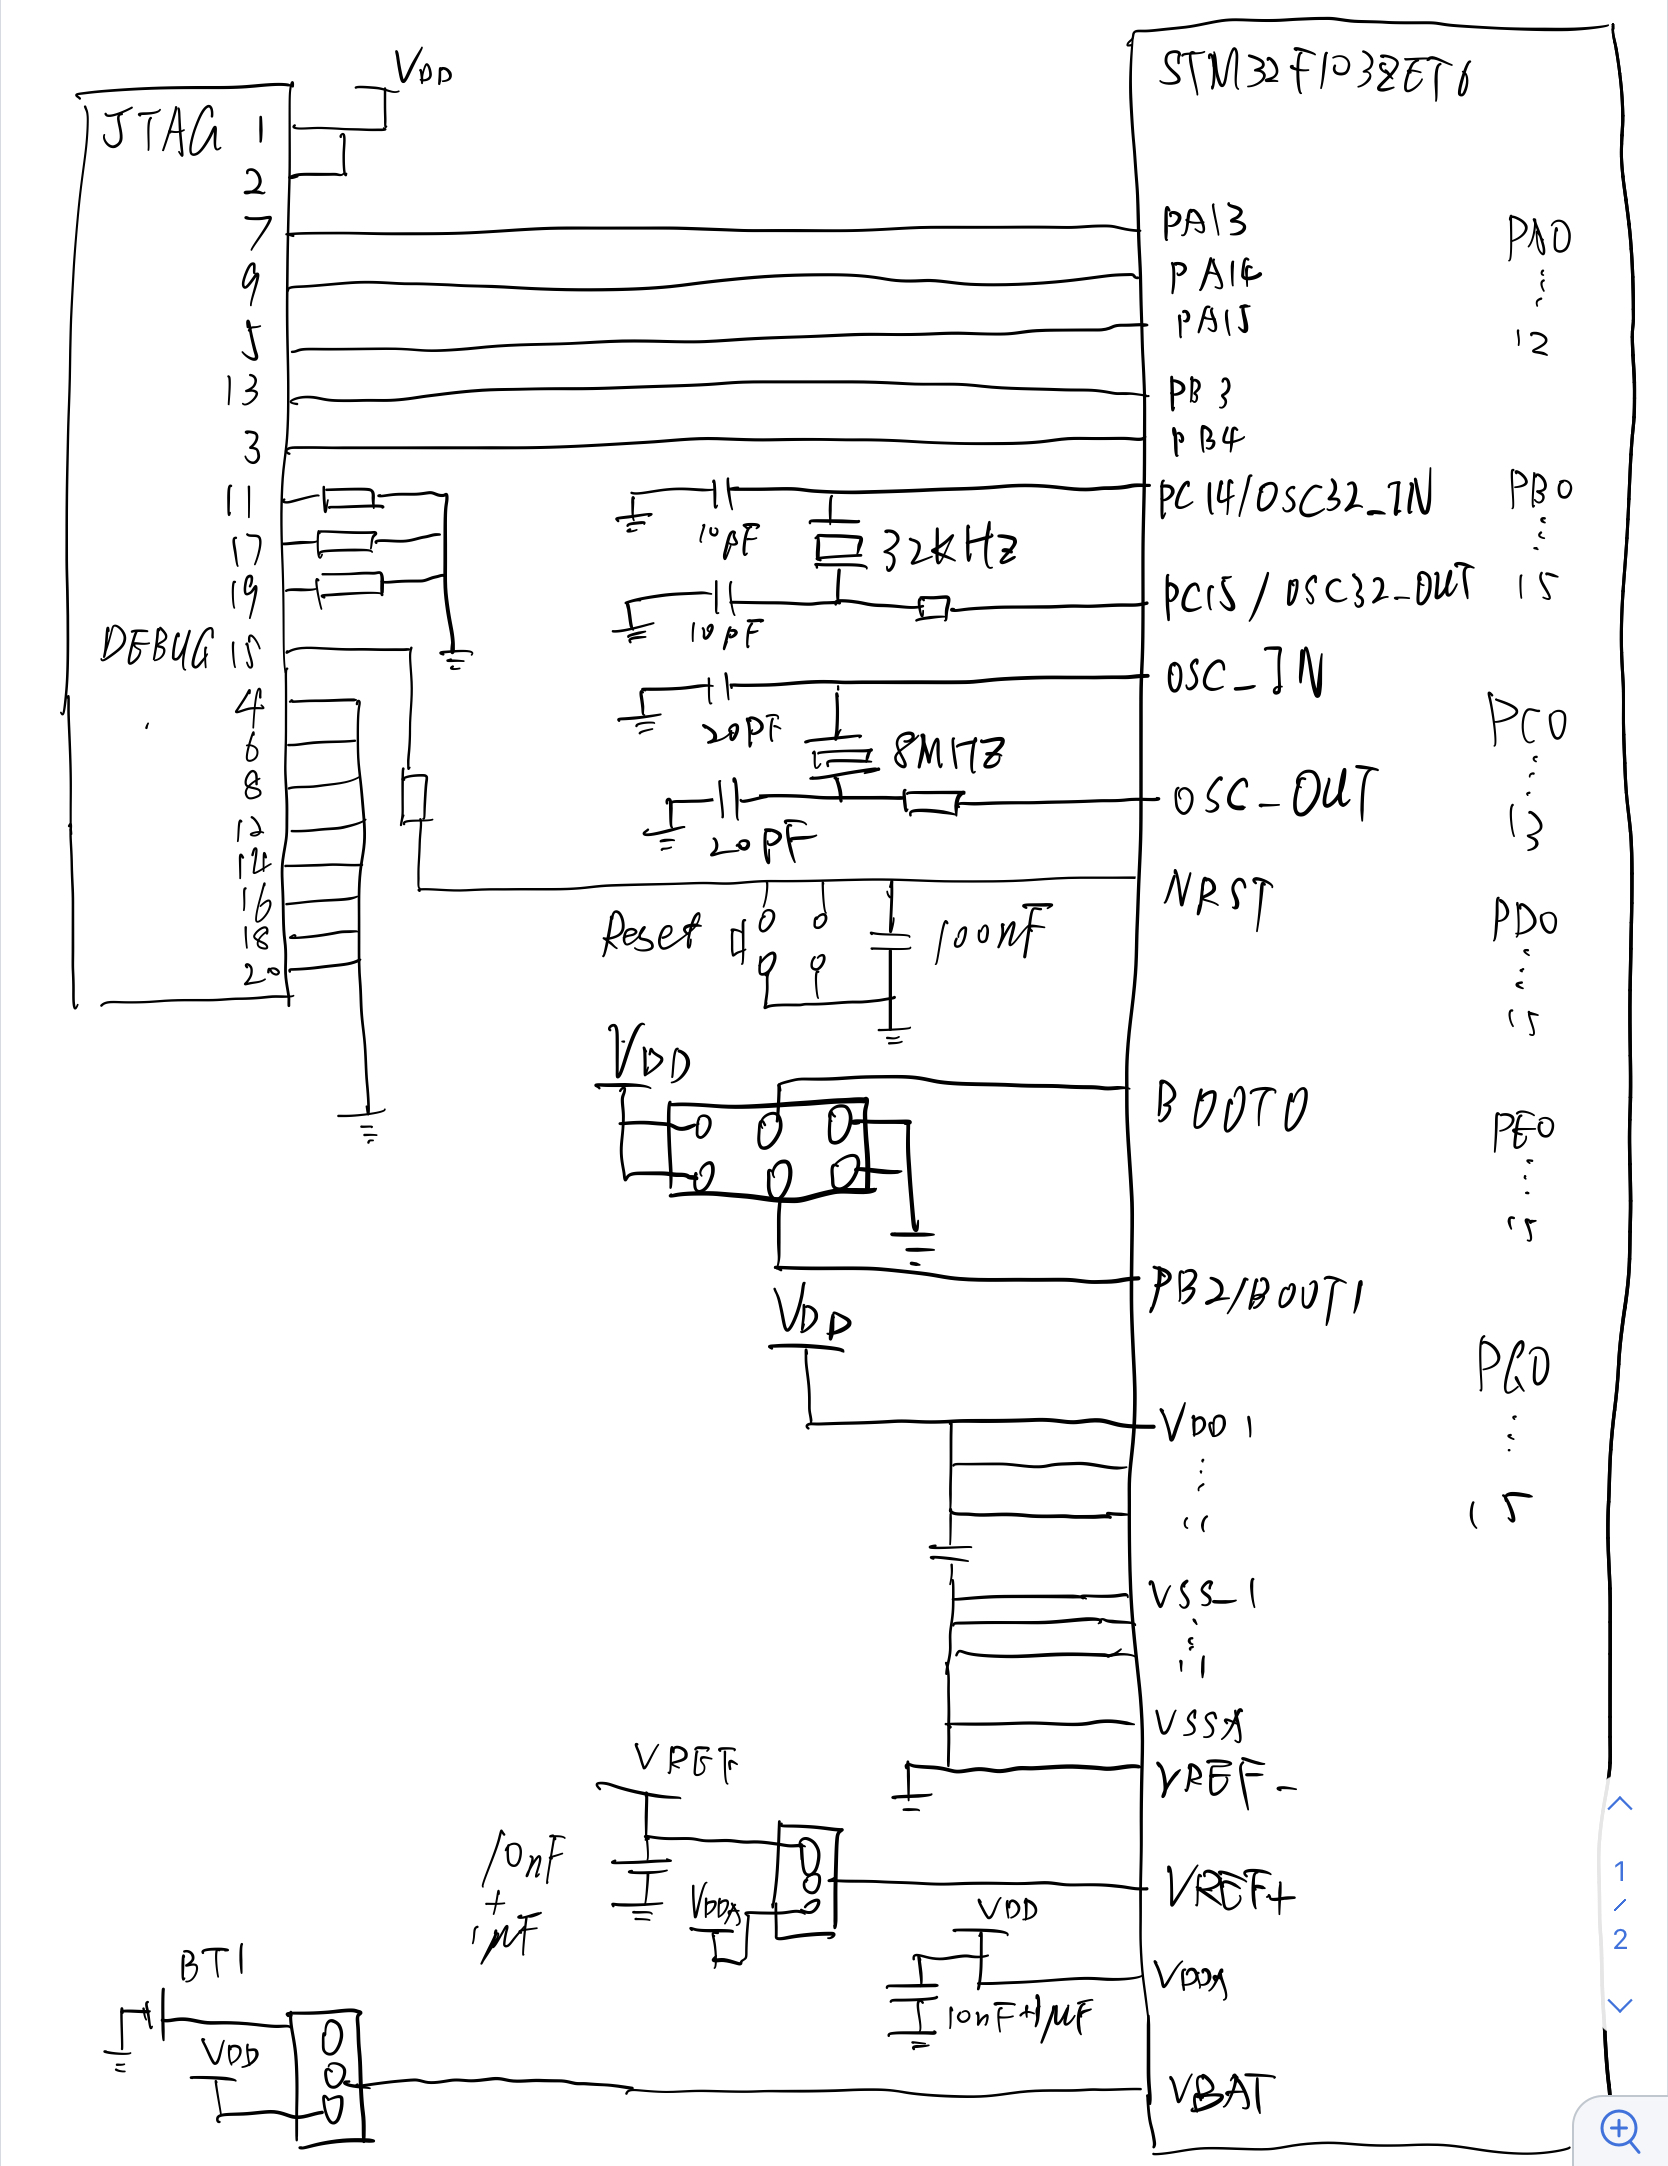 VDD
STM32F103ZET6
JTAG 1
2
7
PA13
PA0
9
PA14
⋮
5
PA15
12
13
PB3
3
PB4
11
PC14/OSC32_IN
PB0
10pF
32KHZ
⋮
17
19
PC15/OSC32_OUT
15
10pF
DEBUG 15
OSC_IN
4
20PF
8MHZ
PC0
6
⋮
8
OSC_OUT
13
12
20PF
14
NRST
16
Reset
100nF
PD0
18
⋮
20
15
VDD
BOOT0
PE0
⋮
15
PB2/BOOT1
VDD
PG0
VDD1
⋮
⋮
15
11
VSS_1
⋮
11
VSSA
VREF
VREF-
10nF
+
1μF
VDDA
VREF+
VDD
BT1
VDDA
10nF+1μF
VDD
VBAT
1
/
2